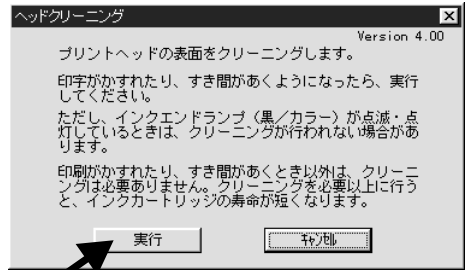 ヘッドクリーニング
Version 4.00
プリントヘッドの表面をクリーニングします。
印字がかすれたり、すき間があくようになったら、実行
してください。
ただし、インクエンドランプ（黒／カラー）が点滅・点
灯しているときは、クリーニングが行われない場合があ
ります。
印刷がかすれたり、すき間があくとき以外は、クリーニ
ングは必要ありません。クリーニングを必要以上に行う
と、インクカートリッジの寿命が短くなります。
実行
ｷｬﾝｾﾙ